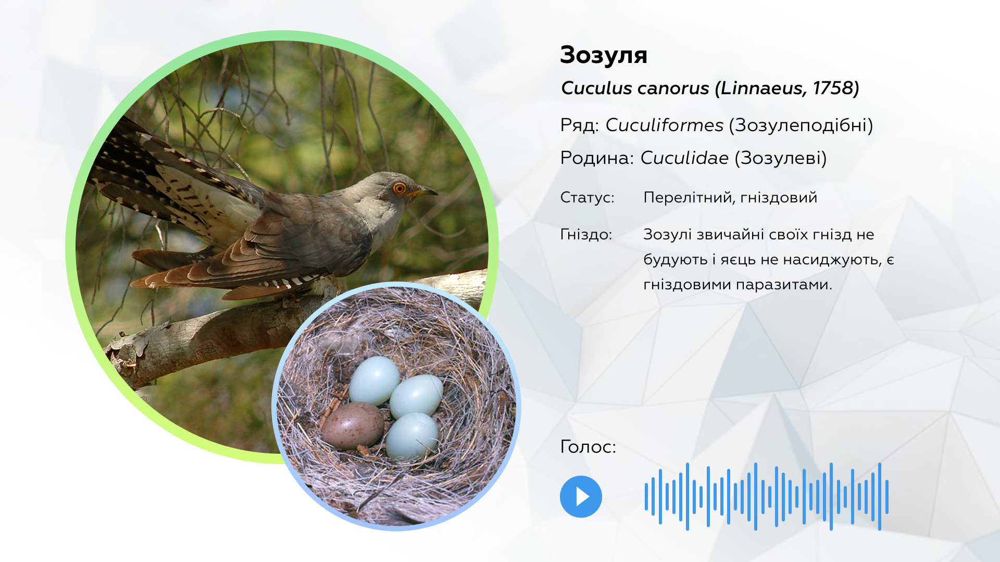 Зозуля
Cuculus canorus (Linnaeus, 1758)
Ряд: Cuculiformes (Зозулеподібні)
Родина: Cuculidae (Зозулеві)
Статус: Перелітний, гніздовий
Гніздо: Зозулі звичайні своїх гнізд не
будують і яєць не насиджують, є
гніздовими паразитами.
Голос: